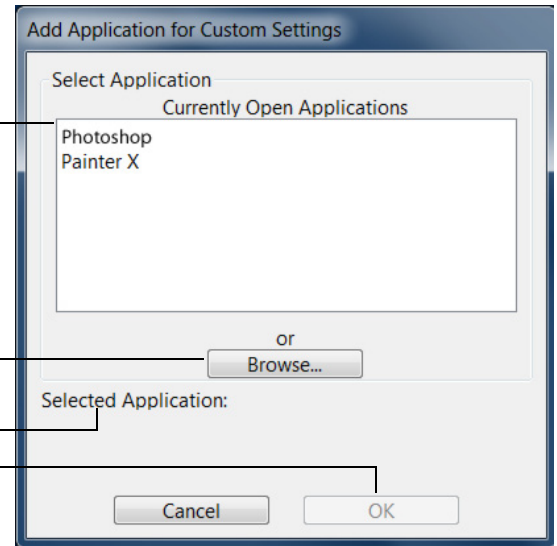 Add Application for Custom Settings
Select Application
Currently Open Applications
Photoshop
Painter X
or
Browse...
Selected Application:
Cancel
OK